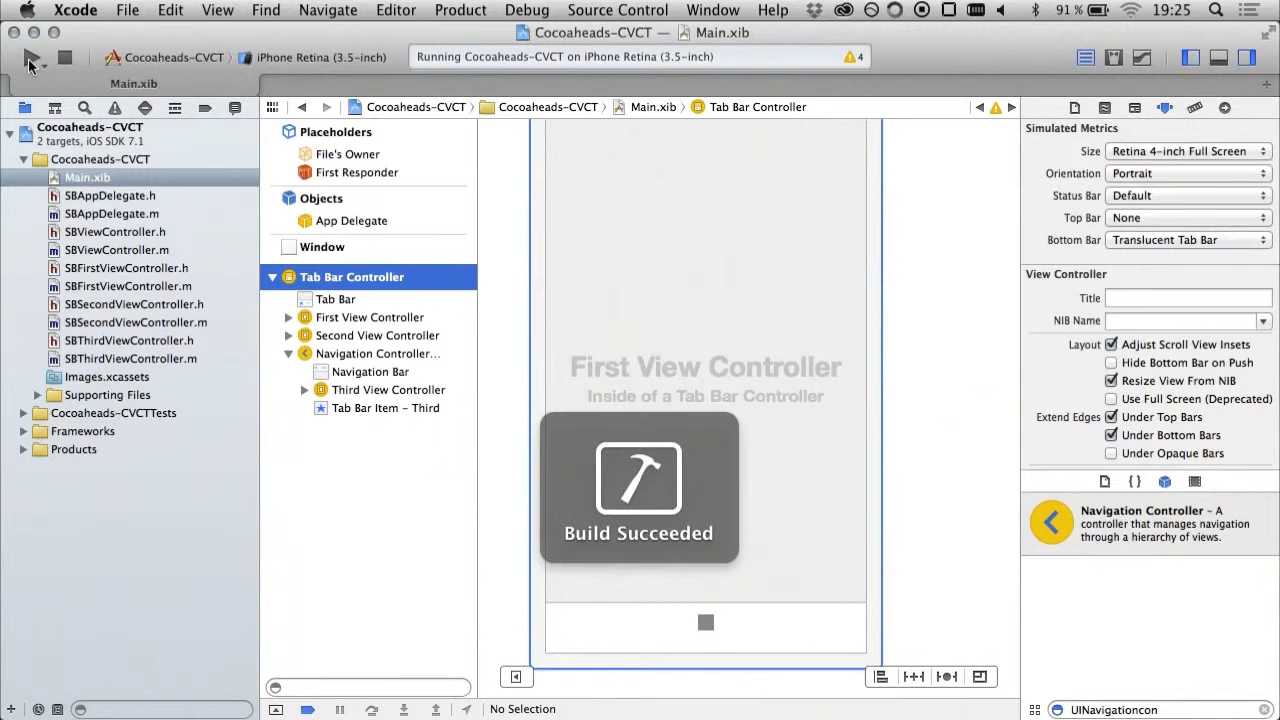 Xcode File Edit View Find Navigate Editor Product Debug Source Control Window Help 91% 19:25
Cocoaheads-CVCT — Main.xib
Cocoaheads-CVCT iPhone Retina (3.5-inch) Running Cocoaheads-CVCT on iPhone Retina (3.5-inch) 4
Main.xib
Cocoaheads-CVCT Cocoaheads-CVCT Main.xib Tab Bar Controller
Cocoaheads-CVCT
2 targets, iOS SDK 7.1
Cocoaheads-CVCT
Main.xib
SBAppDelegate.h
SBAppDelegate.m
SBViewController.h
SBViewController.m
SBFirstViewController.h
SBFirstViewController.m
SBSecondViewController.h
SBSecondViewController.m
SBThirdViewController.h
SBThirdViewController.m
Images.xcassets
Supporting Files
Cocoaheads-CVCTTests
Frameworks
Products
Placeholders
File's Owner
First Responder
Objects
App Delegate
Window
Tab Bar Controller
Tab Bar
First View Controller
Second View Controller
Navigation Controller...
Navigation Bar
Third View Controller
Tab Bar Item – Third
First View Controller
Inside of a Tab Bar Controller
Build Succeeded
No Selection
Simulated Metrics
Size Retina 4-inch Full Screen
Orientation Portrait
Status Bar Default
Top Bar None
Bottom Bar Translucent Tab Bar
View Controller
Title
NIB Name
Layout Adjust Scroll View Insets
Hide Bottom Bar on Push
Resize View From NIB
Use Full Screen (Deprecated)
Extend Edges Under Top Bars
Under Bottom Bars
Under Opaque Bars
Navigation Controller – A
controller that manages navigation
through a hierarchy of views.
UINavigationcon